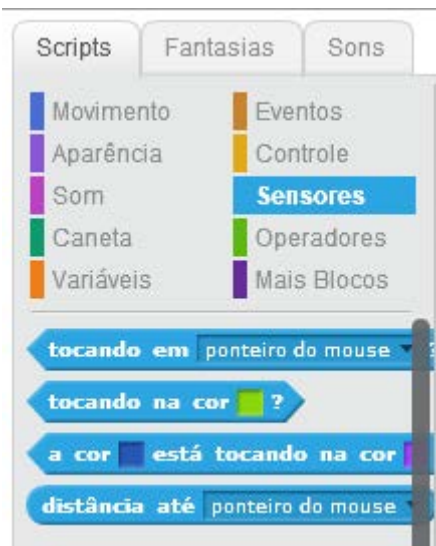 Scripts Fantasias Sons
Movimento Eventos
Aparência Controle
Som Sensores
Caneta Operadores
Variáveis Mais Blocos
tocando em ponteiro do mouse ?
tocando na cor ?
a cor está tocando na cor
distância até ponteiro do mouse